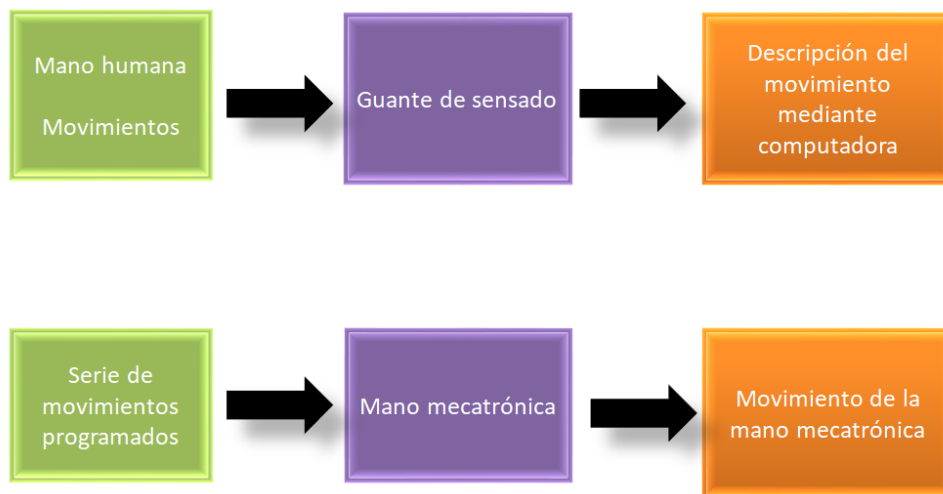 Mano humana
Movimientos
Guante de sensado
Descripción del
movimiento
mediante
computadora
Serie de
movimientos
programados
Mano mecatrónica
Movimiento de la
mano mecatrónica